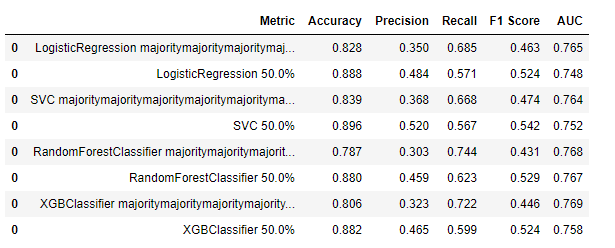 Metric Accuracy Precision Recall F1 Score AUC
0 LogisticRegression majoritymajoritymajoritymaj... 0.828 0.350 0.685 0.463 0.765
0 LogisticRegression 50.0% 0.888 0.484 0.571 0.524 0.748
0 SVC majoritymajoritymajoritymajoritymajorityma... 0.839 0.368 0.668 0.474 0.764
0 SVC 50.0% 0.896 0.520 0.567 0.542 0.752
0 RandomForestClassifier majoritymajoritymajorit... 0.787 0.303 0.744 0.431 0.768
0 RandomForestClassifier 50.0% 0.880 0.459 0.623 0.529 0.767
0 XGBClassifier majoritymajoritymajoritymajority... 0.806 0.323 0.722 0.446 0.769
0 XGBClassifier 50.0% 0.882 0.465 0.599 0.524 0.758